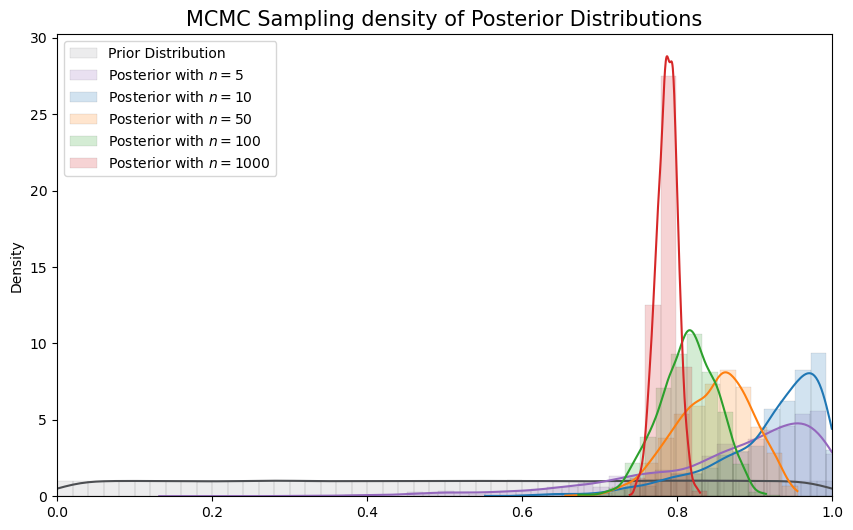 MCMC Sampling density of Posterior Distributions
30
25
20
15
10
5
0
Density
Prior Distribution
Posterior with n = 5
Posterior with n = 10
Posterior with n = 50
Posterior with n = 100
Posterior with n = 1000
0.0 0.2 0.4 0.6 0.8 1.0